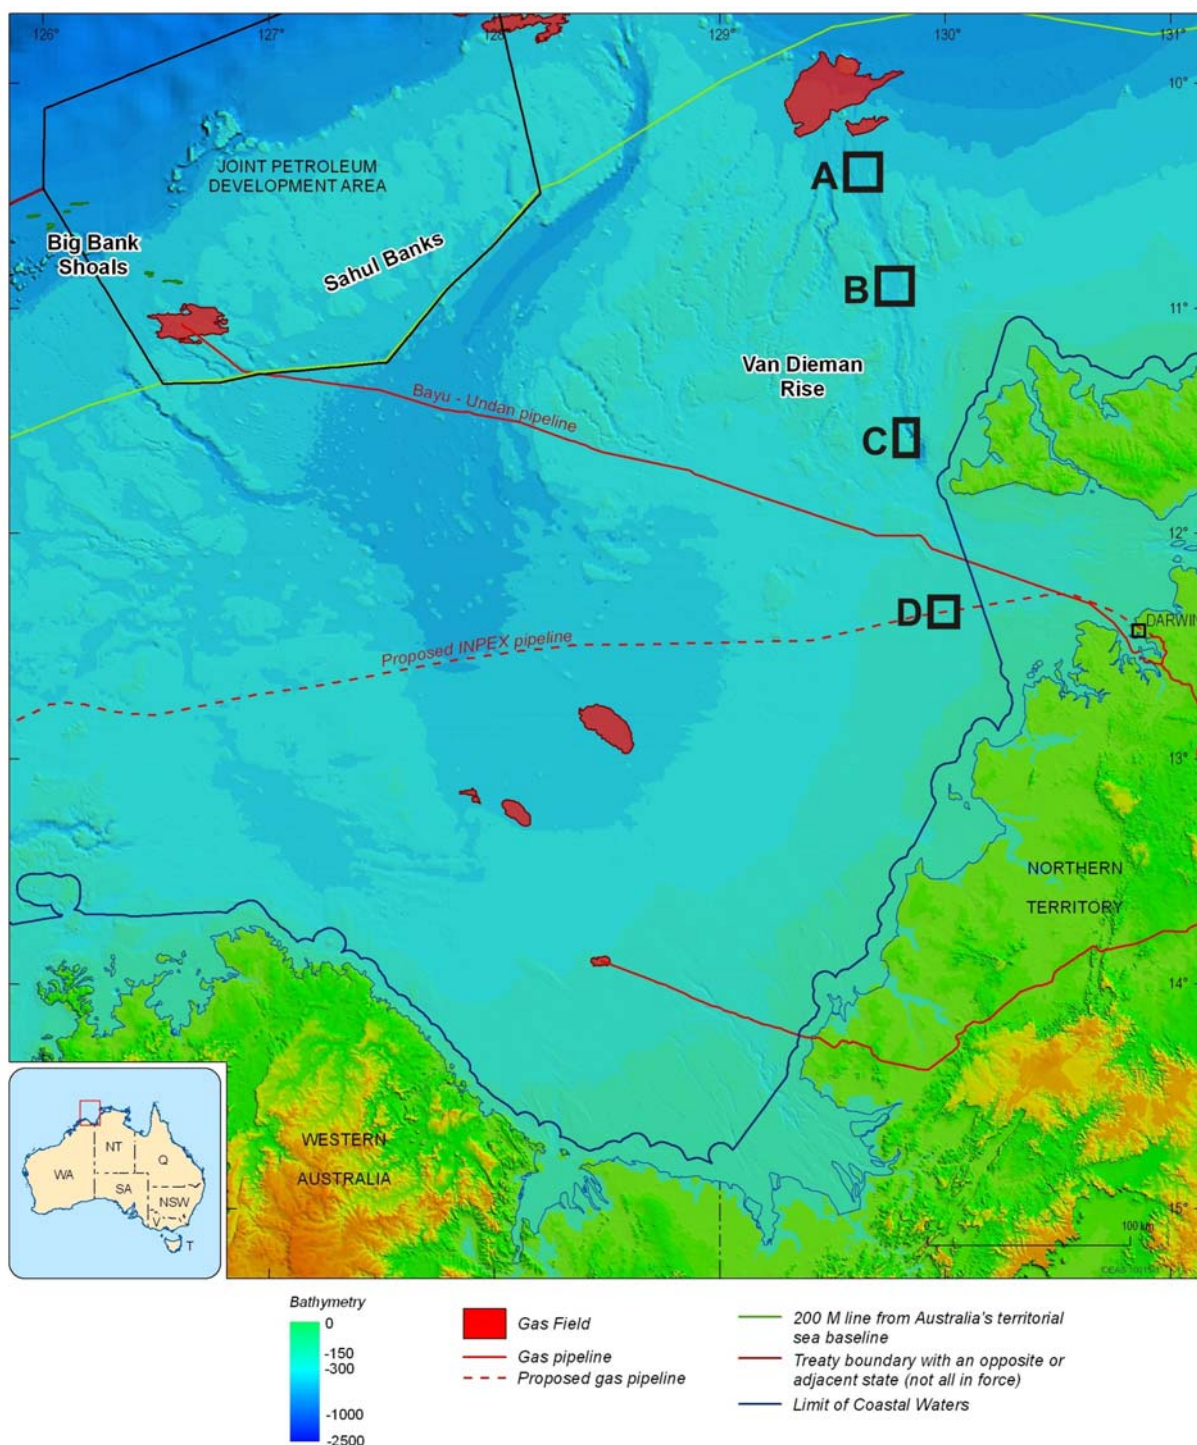 126°
127°
128°
129°
130°
131°
10°
JOINT PETROLEUM
DEVELOPMENT AREA
A
Big Bank
Shoals
Sahul Banks
B
11°
Van Dieman
Rise
Bayu - Undan pipeline
C
12°
D
DARWIN
Proposed INPEX pipeline
13°
NORTHERN
TERRITORY
14°
WESTERN
AUSTRALIA
15°
100 km
WA
NT
Q
SA
NSW
V
T
Bathymetry
0
-150
-300
-1000
-2500
Gas Field
Gas pipeline
Proposed gas pipeline
200 M line from Australia's territorial
sea baseline
Treaty boundary with an opposite or
adjacent state (not all in force)
Limit of Coastal Waters